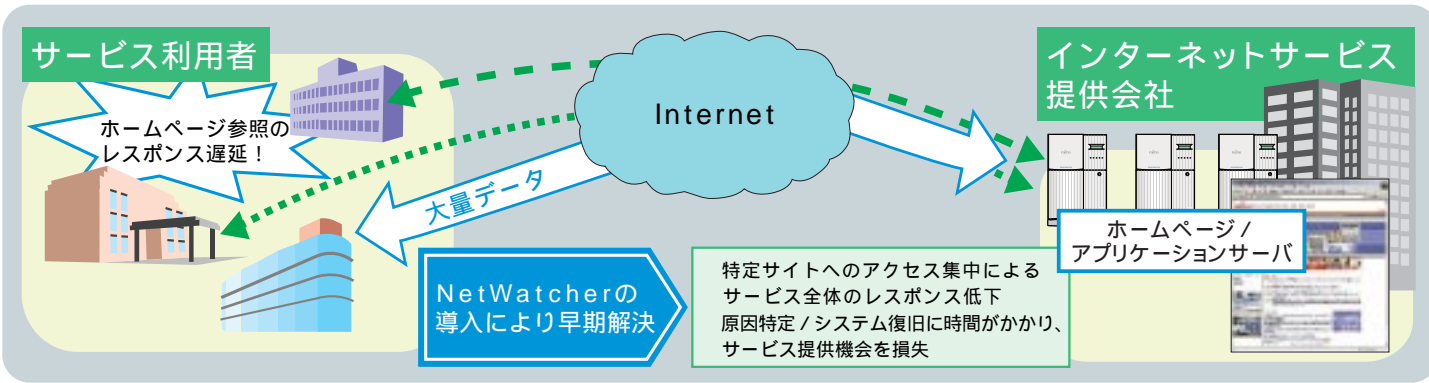 サービス利用者
ホームページ参照の
レスポンス遅延！
Internet
大量データ
インターネットサービス
提供会社
ホームページ /
アプリケーションサーバ
NetWatcherの
導入により早期解決
特定サイトへのアクセス集中による
サービス全体のレスポンス低下
原因特定 / システム復旧に時間がかかり、
サービス提供機会を損失